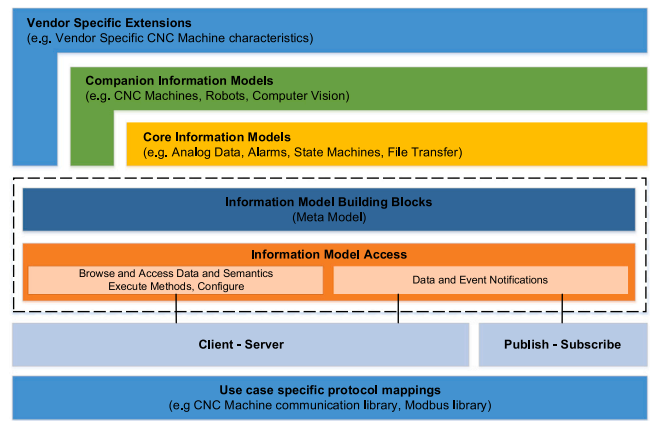 Vendor Specific Extensions
(e.g. Vendor Specific CNC Machine characteristics)
Companion Information Models
(e.g. CNC Machines, Robots, Computer Vision)
Core Information Models
(e.g. Analog Data, Alarms, State Machines, File Transfer)
Information Model Building Blocks
(Meta Model)
Information Model Access
Browse and Access Data and Semantics
Execute Methods, Configure
Data and Event Notifications
Client - Server
Publish - Subscribe
Use case specific protocol mappings
(e.g CNC Machine communication library, Modbus library)